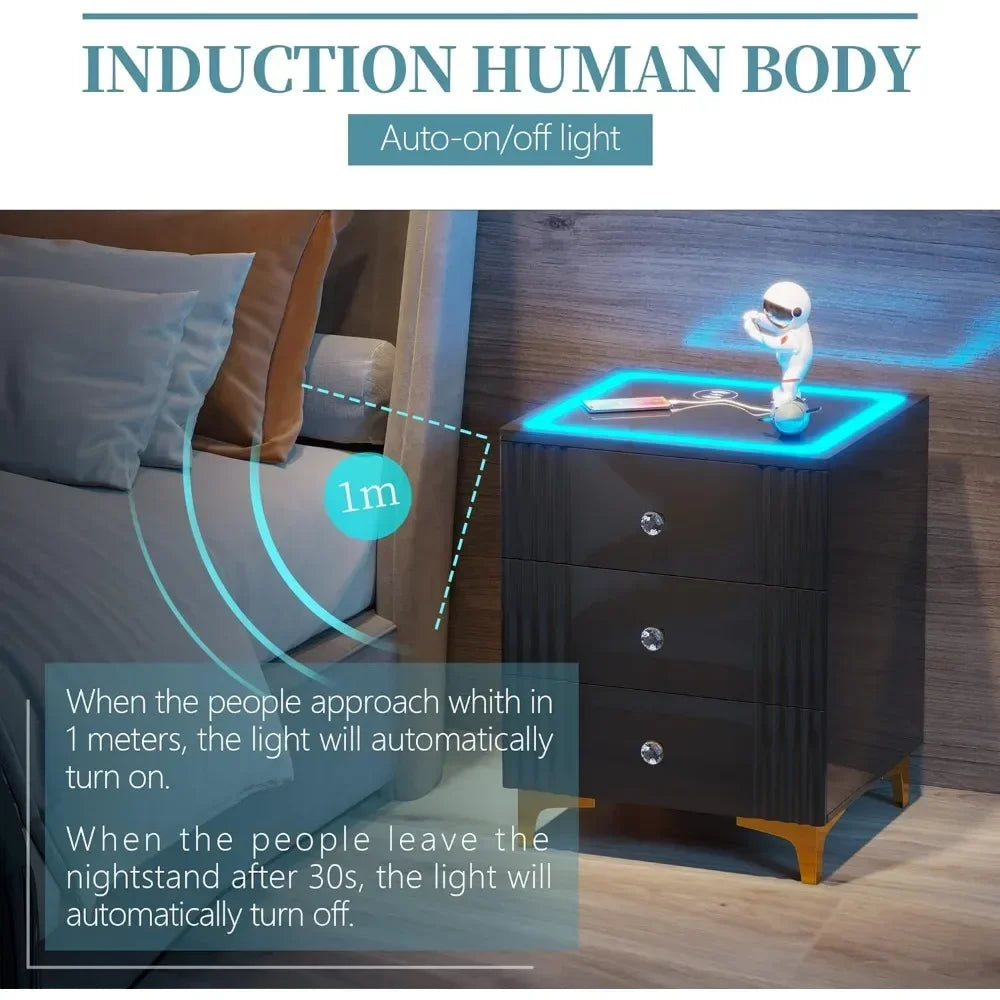 INDUCTION HUMAN BODY
Auto-on/off light
1m
When the people approach whith in
1 meters, the light will automatically
turn on.
When the people leave the
nightstand after 30s, the light will
automatically turn off.